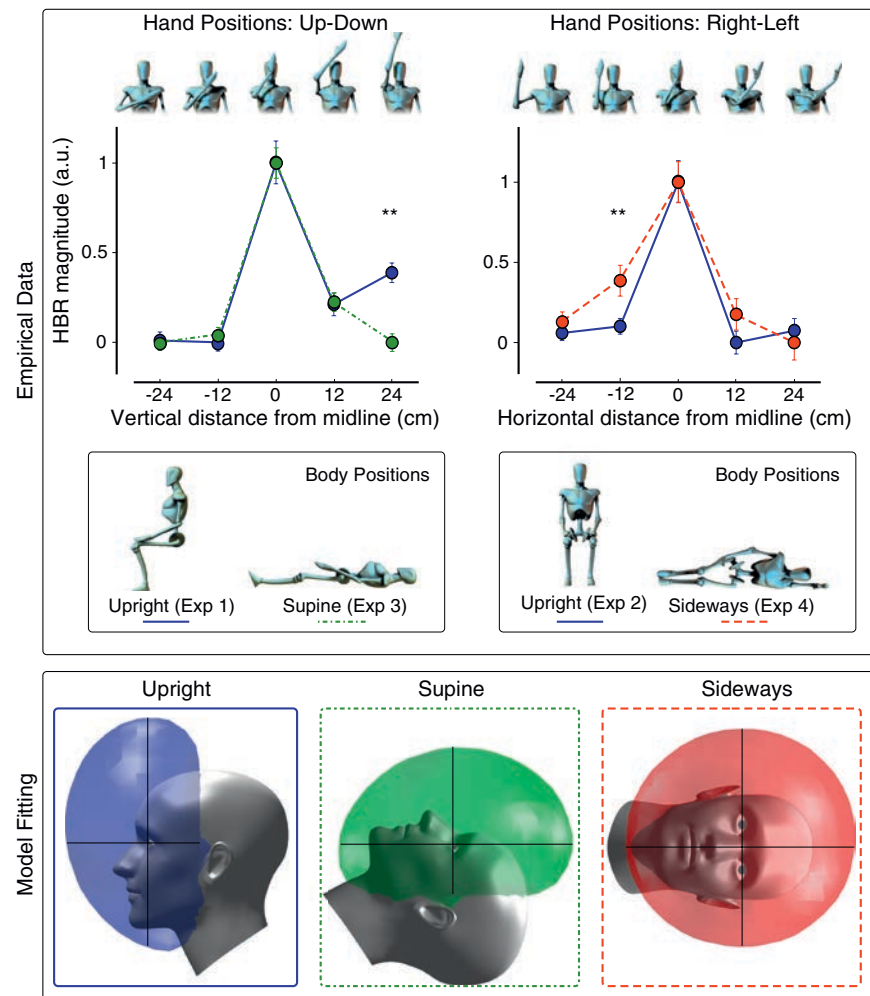 Empirical Data
Hand Positions: Up-Down
HBR magnitude (a.u.)
1
0.5
0
**
-24 -12 0 12 24
Vertical distance from midline (cm)
Body Positions
Upright (Exp 1)
Supine (Exp 3)
Hand Positions: Right-Left
1
0.5
0
**
-24 -12 0 12 24
Horizontal distance from midline (cm)
Body Positions
Upright (Exp 2)
Sideways (Exp 4)
Model Fitting
Upright
Supine
Sideways